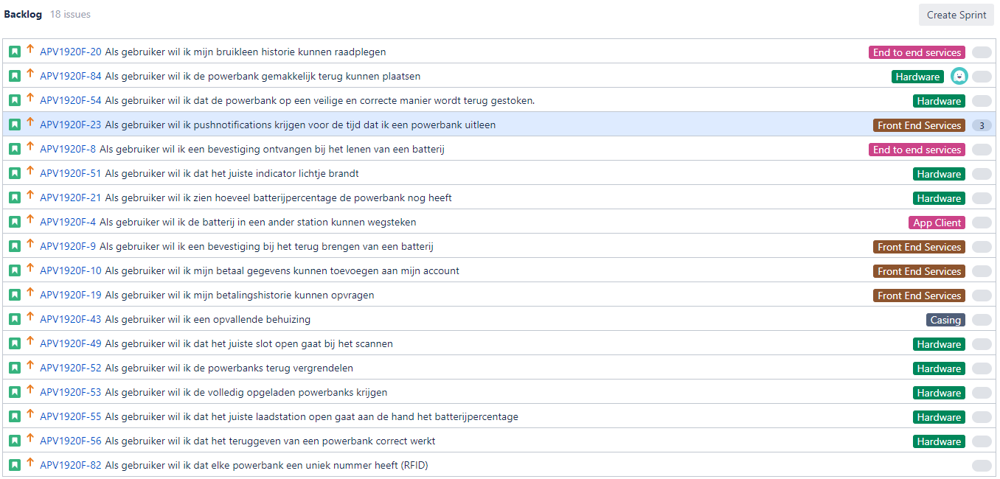 Backlog 18 issues Create Sprint
APV1920F-20 Als gebruiker wil ik mijn bruikleen historie kunnen raadplegen End to end services
APV1920F-84 Als gebruiker wil ik de powerbank gemakkelijk terug kunnen plaatsen Hardware
APV1920F-54 Als gebruiker wil ik dat de powerbank op een veilige en correcte manier wordt terug gestoken. Hardware
APV1920F-23 Als gebruiker wil ik pushnotifications krijgen voor de tijd dat ik een powerbank uitleen Front End Services 3
APV1920F-8 Als gebruiker wil ik een bevestiging ontvangen bij het lenen van een batterij End to end services
APV1920F-51 Als gebruiker wil ik dat het juiste indicator lichtje brandt Hardware
APV1920F-21 Als gebruiker wil ik zien hoeveel batterijpercentage de powerbank nog heeft Hardware
APV1920F-4 Als gebruiker wil ik de batterij in een ander station kunnen wegsteken App Client
APV1920F-9 Als gebruiker wil ik een bevestiging bij het terug brengen van een batterij Front End Services
APV1920F-10 Als gebruiker wil ik mijn betaal gegevens kunnen toevoegen aan mijn account Front End Services
APV1920F-19 Als gebruiker wil ik mijn betalingshistorie kunnen opvragen Front End Services
APV1920F-43 Als gebruiker wil ik een opvallende behuizing Casing
APV1920F-49 Als gebruiker wil ik dat het juiste slot open gaat bij het scannen Hardware
APV1920F-52 Als gebruiker wil ik de powerbanks terug vergrendelen Hardware
APV1920F-53 Als gebruiker wil ik de volledig opgeladen powerbanks krijgen Hardware
APV1920F-55 Als gebruiker wil ik dat het juiste laadstation open gaat aan de hand het batterijpercentage Hardware
APV1920F-56 Als gebruiker wil ik dat het teruggeven van een powerbank correct werkt Hardware
APV1920F-82 Als gebruiker wil ik dat elke powerbank een uniek nummer heeft (RFID)